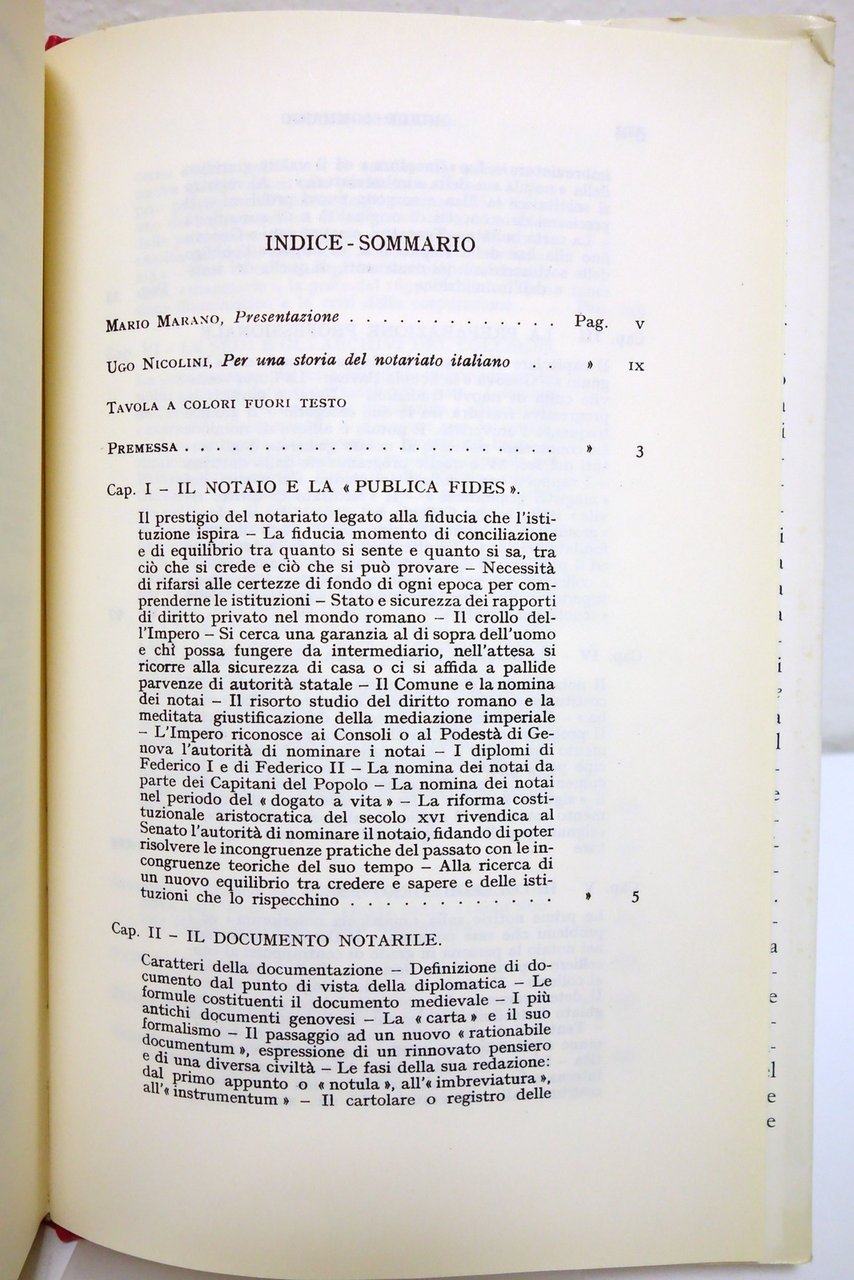 INDICE - SOMMARIO
MARIO MARANO, Presentazione . . . . . . . . . . . . . Pag. V
UGO NICOLINI, Per una storia del notariato italiano . . » IX
TAVOLA A COLORI FUORI TESTO
PREMESSA . . . . . . . . . . . . . . . . . . . . . . . » 3
Cap. I – IL NOTAIO E LA « PUBLICA FIDES ».
Il prestigio del notariato legato alla fiducia che l'isti-
tuzione ispira – La fiducia momento di conciliazione
e di equilibrio tra quanto si sente e quanto si sa, tra
ciò che si crede e ciò che si può provare – Necessità
di rifarsi alle certezze di fondo di ogni epoca per com-
prenderne le istituzioni – Stato e sicurezza dei rapporti
di diritto privato nel mondo romano – Il crollo del-
l'Impero – Si cerca una garanzia al di sopra dell'uomo
e chi possa fungere da intermediario, nell'attesa si
ricorre alla sicurezza di casa o ci si affida a pallide
parvenze di autorità statale – Il Comune e la nomina
dei notai – Il risorto studio del diritto romano e la
meditata giustificazione della mediazione imperiale
– L'Impero riconosce ai Consoli o al Podestà di Ge-
nova l'autorità di nominare i notai – I diplomi di
Federico I e di Federico II – La nomina dei notai da
parte dei Capitani del Popolo – La nomina dei notai
nel periodo del « dogato a vita » – La riforma costi-
tuzionale aristocratica del secolo XVI rivendica al
Senato l'autorità di nominare il notaio, fidando di poter
risolvere le incongruenze pratiche del passato con le in-
congruenze teoriche del suo tempo – Alla ricerca di
un nuovo equilibrio tra credere e sapere e delle isti-
tuzioni che lo rispecchino . . . . . . . . . . . . » 5
Cap. II – IL DOCUMENTO NOTARILE.
Caratteri della documentazione – Definizione di do-
cumento dal punto di vista della diplomatica – Le
formule costituenti il documento medievale – I più
antichi documenti genovesi – La « carta » e il suo
formalismo – Il passaggio ad un nuovo « rationabile
documentum », espressione di un rinnovato pensiero
e di una diversa civiltà – Le fasi della sua redazione:
dal primo appunto o « notula », all'« imbreviatura »,
all'« instrumentum » – Il cartolare o registro delle